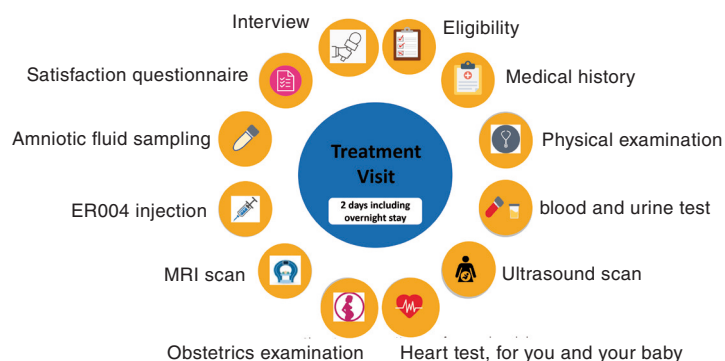 Interview
Eligibility
Satisfaction questionnaire
Medical history
Amniotic fluid sampling
Physical examination
Treatment
Visit
2 days including
overnight stay
ER004 injection
blood and urine test
MRI scan
Ultrasound scan
Obstetrics examination
Heart test, for you and your baby